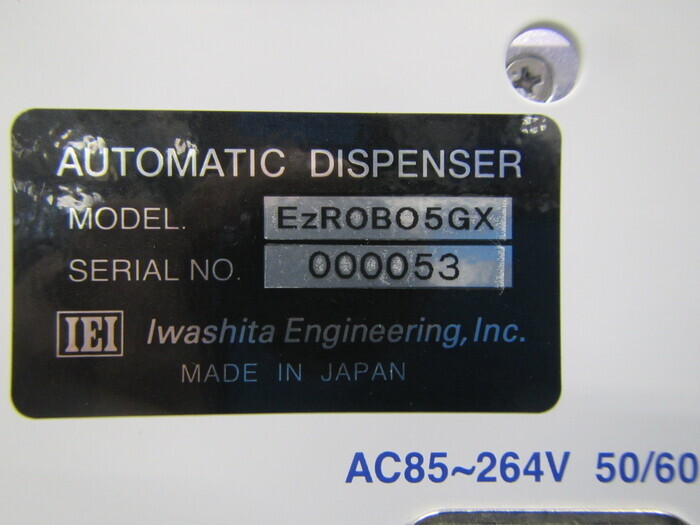 AUTOMATIC DISPENSER
MODEL. EzROBO5GX
SERIAL NO. 000053
IEI Iwashita Engineering, Inc.
MADE IN JAPAN
AC85~264V 50/60